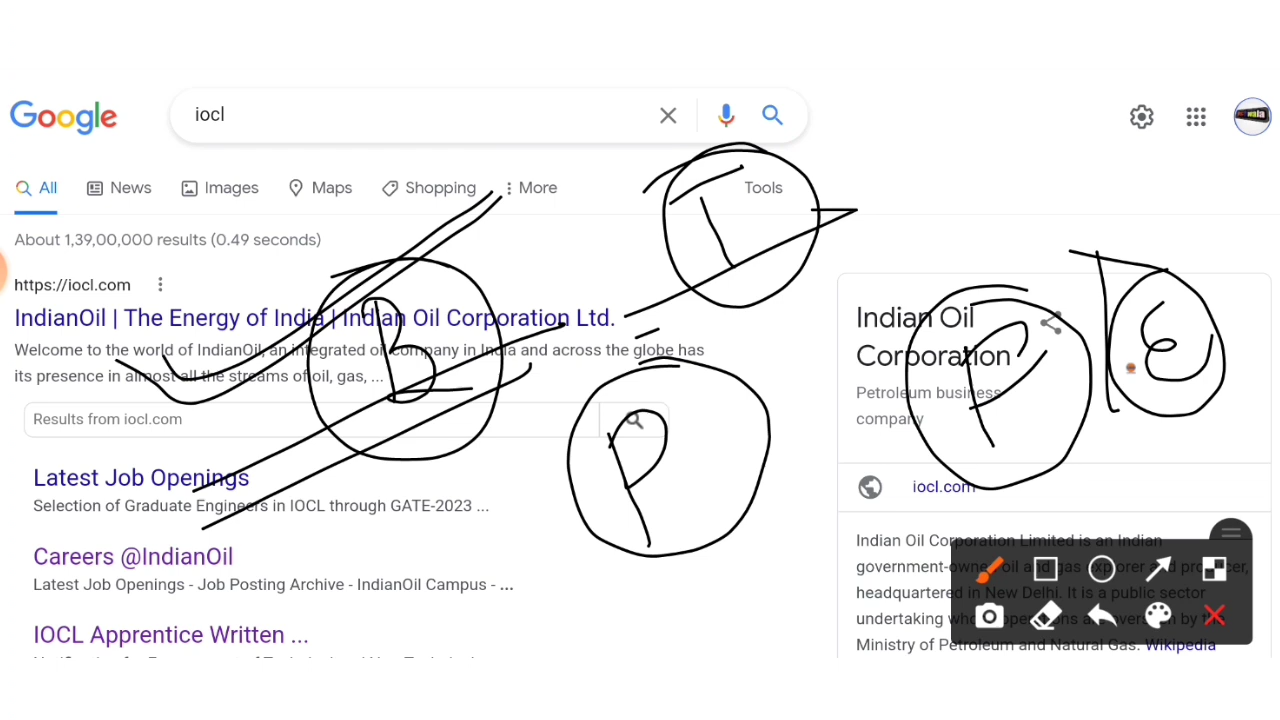 Google
iocl
All News Images Maps Shopping More Tools
About 1,39,00,000 results (0.49 seconds)
https://iocl.com
IndianOil | The Energy of India | Indian Oil Corporation Ltd.
Welcome to the world of IndianOil, an integrated oil company in India and across the globe has
its presence in almost all the streams of oil, gas, ...
Results from iocl.com
Latest Job Openings
Selection of Graduate Engineers in IOCL through GATE-2023 ...
Careers @IndianOil
Latest Job Openings - Job Posting Archive - IndianOil Campus - ...
IOCL Apprentice Written ...
I
B
P
P
E
Indian Oil
Corporation
Petroleum business
company
iocl.com
Indian Oil Corporation Limited is an Indian
government-owned oil and gas explorer and producer,
headquartered in New Delhi. It is a public sector
undertaking whose operations are overseen by the
Ministry of Petroleum and Natural Gas. Wikipedia